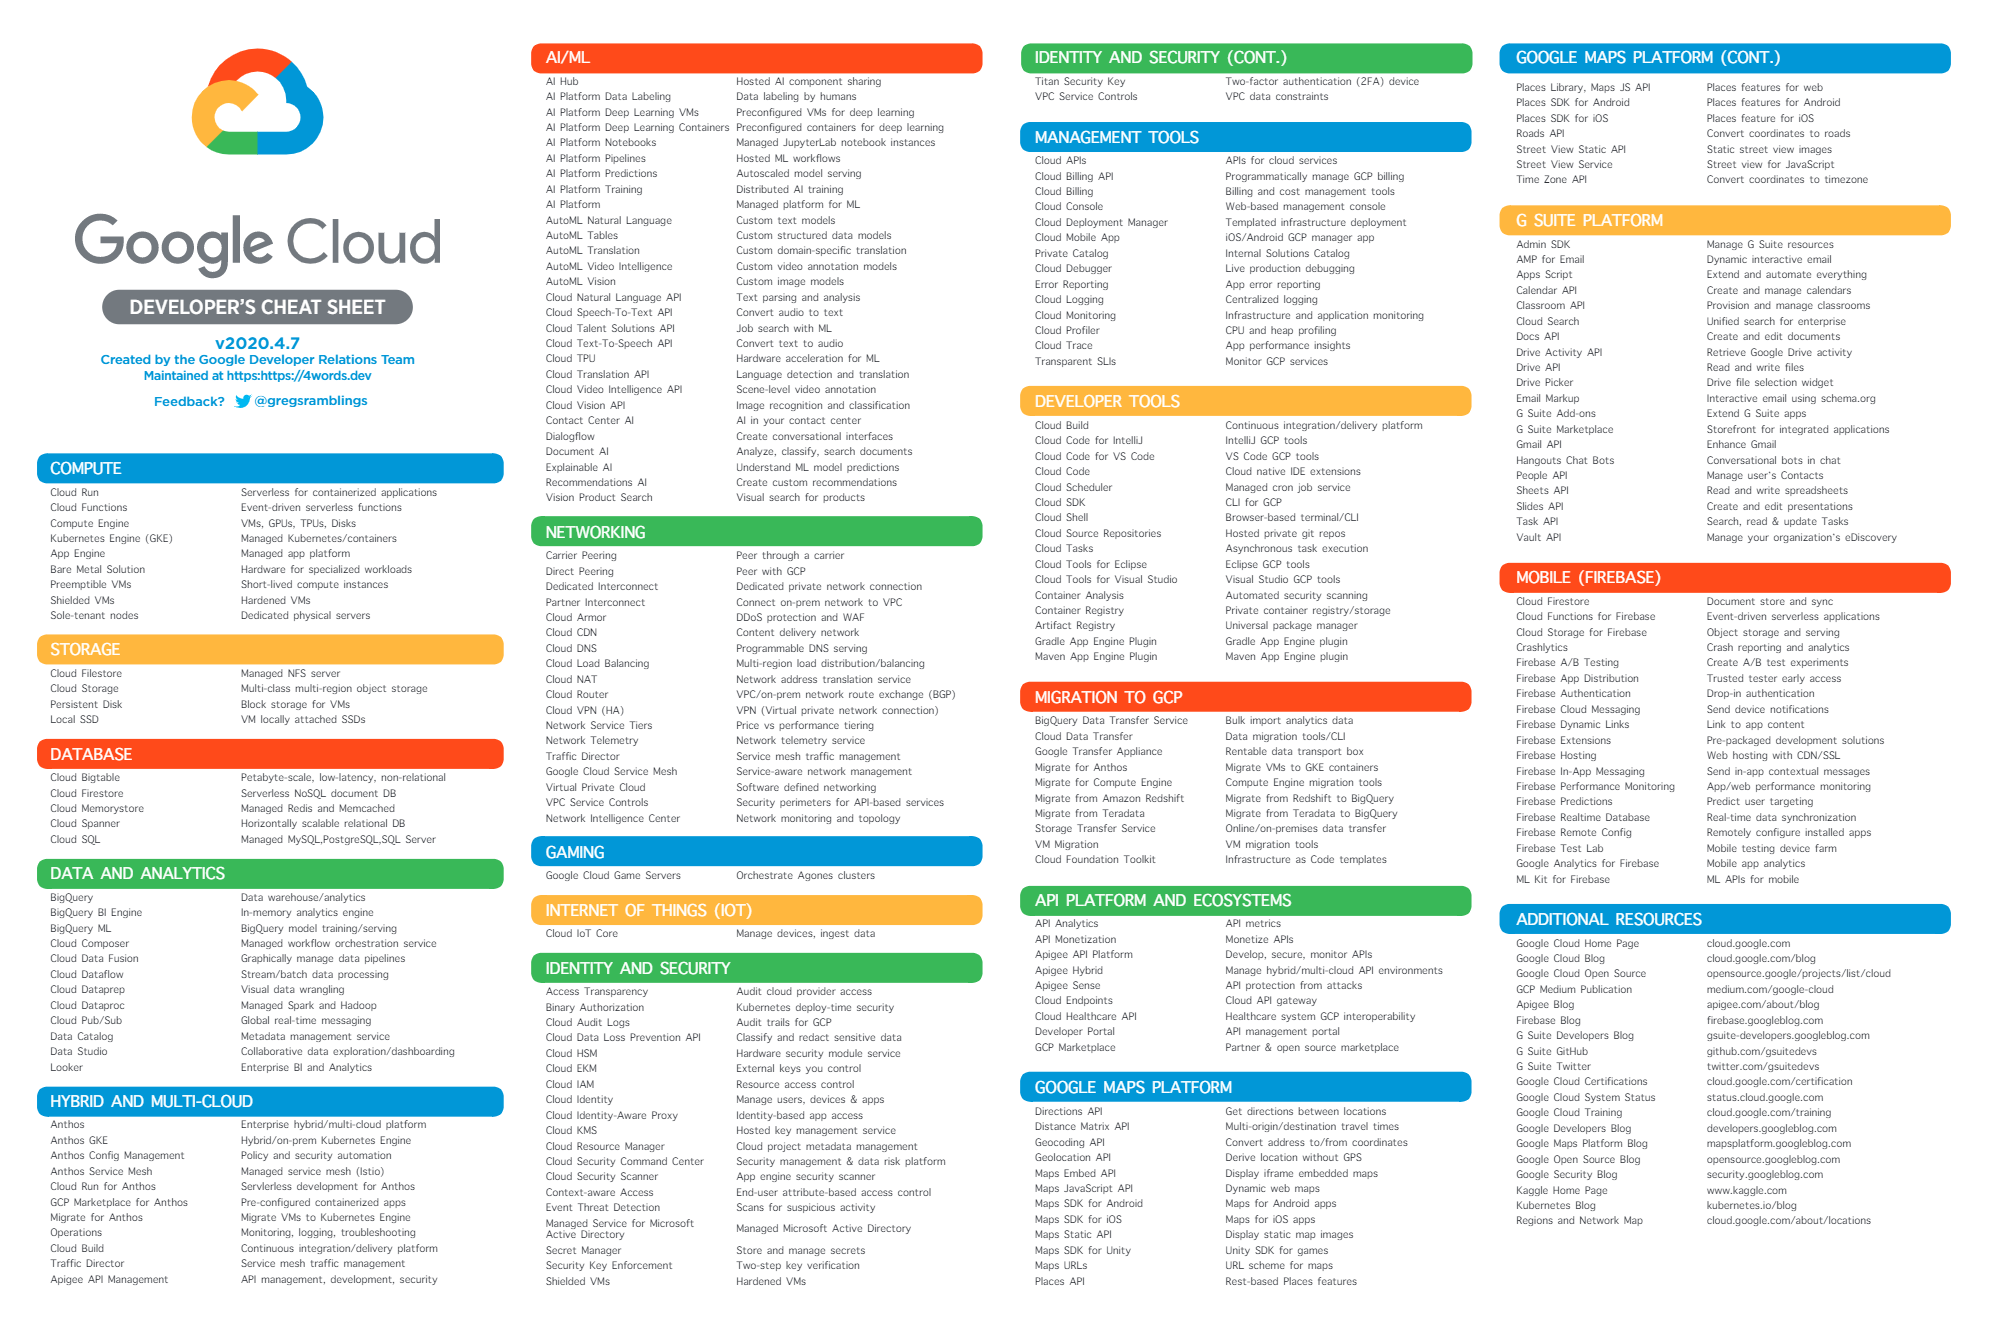 Google Cloud
DEVELOPER'S CHEAT SHEET
v2020.4.7
Created by the Google Developer Relations Team
Maintained at https:https://4words.dev
Feedback? @gregsramblings
COMPUTE
Cloud Run Serverless for containerized applications
Cloud Functions Event-driven serverless functions
Compute Engine VMs, GPUs, TPUs, Disks
Kubernetes Engine (GKE) Managed Kubernetes/containers
App Engine Managed app platform
Bare Metal Solution Hardware for specialized workloads
Preemptible VMs Short-lived compute instances
Shielded VMs Hardened VMs
Sole-tenant nodes Dedicated physical servers
STORAGE
Cloud Filestore Managed NFS server
Cloud Storage Multi-class multi-region object storage
Persistent Disk Block storage for VMs
Local SSD VM locally attached SSDs
DATABASE
Cloud Bigtable Petabyte-scale, low-latency, non-relational
Cloud Firestore Serverless NoSQL document DB
Cloud Memorystore Managed Redis and Memcached
Cloud Spanner Horizontally scalable relational DB
Cloud SQL Managed MySQL,PostgreSQL,SQL Server
DATA AND ANALYTICS
BigQuery Data warehouse/analytics
BigQuery BI Engine In-memory analytics engine
BigQuery ML BigQuery model training/serving
Cloud Composer Managed workflow orchestration service
Cloud Data Fusion Graphically manage data pipelines
Cloud Dataflow Stream/batch data processing
Cloud Dataprep Visual data wrangling
Cloud Dataproc Managed Spark and Hadoop
Cloud Pub/Sub Global real-time messaging
Data Catalog Metadata management service
Data Studio Collaborative data exploration/dashboarding
Looker Enterprise BI and Analytics
HYBRID AND MULTI-CLOUD
Anthos Enterprise hybrid/multi-cloud platform
Anthos GKE Hybrid/on-prem Kubernetes Engine
Anthos Config Management Policy and security automation
Anthos Service Mesh Managed service mesh (Istio)
Cloud Run for Anthos Servlerless development for Anthos
GCP Marketplace for Anthos Pre-configured containerized apps
Migrate for Anthos Migrate VMs to Kubernetes Engine
Operations Monitoring, logging, troubleshooting
Cloud Build Continuous integration/delivery platform
Traffic Director Service mesh traffic management
Apigee API Management API management, development, security
AI/ML
AI Hub Hosted AI component sharing
AI Platform Data Labeling Data labeling by humans
AI Platform Deep Learning VMs Preconfigured VMs for deep learning
AI Platform Deep Learning Containers Preconfigured containers for deep learning
AI Platform Notebooks Managed JupyterLab notebook instances
AI Platform Pipelines Hosted ML workflows
AI Platform Predictions Autoscaled model serving
AI Platform Training Distributed AI training
AI Platform Managed platform for ML
AutoML Natural Language Custom text models
AutoML Tables Custom structured data models
AutoML Translation Custom domain-specific translation
AutoML Video Intelligence Custom video annotation models
AutoML Vision Custom image models
Cloud Natural Language API Text parsing and analysis
Cloud Speech-To-Text API Convert audio to text
Cloud Talent Solutions API Job search with ML
Cloud Text-To-Speech API Convert text to audio
Cloud TPU Hardware acceleration for ML
Cloud Translation API Language detection and translation
Cloud Video Intelligence API Scene-level video annotation
Cloud Vision API Image recognition and classification
Contact Center AI AI in your contact center
Dialogflow Create conversational interfaces
Document AI Analyze, classify, search documents
Explainable AI Understand ML model predictions
Recommendations AI Create custom recommendations
Vision Product Search Visual search for products
NETWORKING
Carrier Peering Peer through a carrier
Direct Peering Peer with GCP
Dedicated Interconnect Dedicated private network connection
Partner Interconnect Connect on-prem network to VPC
Cloud Armor DDoS protection and WAF
Cloud CDN Content delivery network
Cloud DNS Programmable DNS serving
Cloud Load Balancing Multi-region load distribution/balancing
Cloud NAT Network address translation service
Cloud Router VPC/on-prem network route exchange (BGP)
Cloud VPN (HA) VPN (Virtual private network connection)
Network Service Tiers Price vs performance tiering
Network Telemetry Network telemetry service
Traffic Director Service mesh traffic management
Google Cloud Service Mesh Service-aware network management
Virtual Private Cloud Software defined networking
VPC Service Controls Security perimeters for API-based services
Network Intelligence Center Network monitoring and topology
GAMING
Google Cloud Game Servers Orchestrate Agones clusters
INTERNET OF THINGS (IOT)
Cloud IoT Core Manage devices, ingest data
IDENTITY AND SECURITY
Access Transparency Audit cloud provider access
Binary Authorization Kubernetes deploy-time security
Cloud Audit Logs Audit trails for GCP
Cloud Data Loss Prevention API Classify and redact sensitive data
Cloud HSM Hardware security module service
Cloud EKM External keys you control
Cloud IAM Resource access control
Cloud Identity Manage users, devices & apps
Cloud Identity-Aware Proxy Identity-based app access
Cloud KMS Hosted key management service
Cloud Resource Manager Cloud project metadata management
Cloud Security Command Center Security management & data risk platform
Cloud Security Scanner App engine security scanner
Context-aware Access End-user attribute-based access control
Event Threat Detection Scans for suspicious activity
Managed Service for Microsoft
Active Directory Managed Microsoft Active Directory
Secret Manager Store and manage secrets
Security Key Enforcement Two-step key verification
Shielded VMs Hardened VMs
IDENTITY AND SECURITY (CONT.)
Titan Security Key Two-factor authentication (2FA) device
VPC Service Controls VPC data constraints
MANAGEMENT TOOLS
Cloud APIs APIs for cloud services
Cloud Billing API Programmatically manage GCP billing
Cloud Billing Billing and cost management tools
Cloud Console Web-based management console
Cloud Deployment Manager Templated infrastructure deployment
Cloud Mobile App iOS/Android GCP manager app
Private Catalog Internal Solutions Catalog
Cloud Debugger Live production debugging
Error Reporting App error reporting
Cloud Logging Centralized logging
Cloud Monitoring Infrastructure and application monitoring
Cloud Profiler CPU and heap profiling
Cloud Trace App performance insights
Transparent SLIs Monitor GCP services
DEVELOPER TOOLS
Cloud Build Continuous integration/delivery platform
Cloud Code for IntelliJ IntelliJ GCP tools
Cloud Code for VS Code VS Code GCP tools
Cloud Code Cloud native IDE extensions
Cloud Scheduler Managed cron job service
Cloud SDK CLI for GCP
Cloud Shell Browser-based terminal/CLI
Cloud Source Repositories Hosted private git repos
Cloud Tasks Asynchronous task execution
Cloud Tools for Eclipse Eclipse GCP tools
Cloud Tools for Visual Studio Visual Studio GCP tools
Container Analysis Automated security scanning
Container Registry Private container registry/storage
Artifact Registry Universal package manager
Gradle App Engine Plugin Gradle App Engine plugin
Maven App Engine Plugin Maven App Engine plugin
MIGRATION TO GCP
BigQuery Data Transfer Service Bulk import analytics data
Cloud Data Transfer Data migration tools/CLI
Google Transfer Appliance Rentable data transport box
Migrate for Anthos Migrate VMs to GKE containers
Migrate for Compute Engine Compute Engine migration tools
Migrate from Amazon Redshift Migrate from Redshift to BigQuery
Migrate from Teradata Migrate from Teradata to BigQuery
Storage Transfer Service Online/on-premises data transfer
VM Migration VM migration tools
Cloud Foundation Toolkit Infrastructure as Code templates
API PLATFORM AND ECOSYSTEMS
API Analytics API metrics
API Monetization Monetize APIs
Apigee API Platform Develop, secure, monitor APIs
Apigee Hybrid Manage hybrid/multi-cloud API environments
Apigee Sense API protection from attacks
Cloud Endpoints Cloud API gateway
Cloud Healthcare API Healthcare system GCP interoperability
Developer Portal API management portal
GCP Marketplace Partner & open source marketplace
GOOGLE MAPS PLATFORM
Directions API Get directions between locations
Distance Matrix API Multi-origin/destination travel times
Geocoding API Convert address to/from coordinates
Geolocation API Derive location without GPS
Maps Embed API Display iframe embedded maps
Maps JavaScript API Dynamic web maps
Maps SDK for Android Maps for Android apps
Maps SDK for iOS Maps for iOS apps
Maps Static API Display static map images
Maps SDK for Unity Unity SDK for games
Maps URLs URL scheme for maps
Places API Rest-based Places features
GOOGLE MAPS PLATFORM (CONT.)
Places Library, Maps JS API Places features for web
Places SDK for Android Places features for Android
Places SDK for iOS Places feature for iOS
Roads API Convert coordinates to roads
Street View Static API Static street view images
Street View Service Street view for JavaScript
Time Zone API Convert coordinates to timezone
G SUITE PLATFORM
Admin SDK Manage G Suite resources
AMP for Email Dynamic interactive email
Apps Script Extend and automate everything
Calendar API Create and manage calendars
Classroom API Provision and manage classrooms
Cloud Search Unified search for enterprise
Docs API Create and edit documents
Drive Activity API Retrieve Google Drive activity
Drive API Read and write files
Drive Picker Drive file selection widget
Email Markup Interactive email using schema.org
G Suite Add-ons Extend G Suite apps
G Suite Marketplace Storefront for integrated applications
Gmail API Enhance Gmail
Hangouts Chat Bots Conversational bots in chat
People API Manage user's Contacts
Sheets API Read and write spreadsheets
Slides API Create and edit presentations
Task API Search, read & update Tasks
Vault API Manage your organization's eDiscovery
MOBILE (FIREBASE)
Cloud Firestore Document store and sync
Cloud Functions for Firebase Event-driven serverless applications
Cloud Storage for Firebase Object storage and serving
Crashlytics Crash reporting and analytics
Firebase A/B Testing Create A/B test experiments
Firebase App Distribution Trusted tester early access
Firebase Authentication Drop-in authentication
Firebase Cloud Messaging Send device notifications
Firebase Dynamic Links Link to app content
Firebase Extensions Pre-packaged development solutions
Firebase Hosting Web hosting with CDN/SSL
Firebase In-App Messaging Send in-app contextual messages
Firebase Performance Monitoring App/web performance monitoring
Firebase Predictions Predict user targeting
Firebase Realtime Database Real-time data synchronization
Firebase Remote Config Remotely configure installed apps
Firebase Test Lab Mobile testing device farm
Google Analytics for Firebase Mobile app analytics
ML Kit for Firebase ML APIs for mobile
ADDITIONAL RESOURCES
Google Cloud Home Page cloud.google.com
Google Cloud Blog cloud.google.com/blog
Google Cloud Open Source opensource.google/projects/list/cloud
GCP Medium Publication medium.com/google-cloud
Apigee Blog apigee.com/about/blog
Firebase Blog firebase.googleblog.com
G Suite Developers Blog gsuite-developers.googleblog.com
G Suite GitHub github.com/gsuitedevs
G Suite Twitter twitter.com/gsuitedevs
Google Cloud Certifications cloud.google.com/certification
Google Cloud System Status status.cloud.google.com
Google Cloud Training cloud.google.com/training
Google Developers Blog developers.googleblog.com
Google Maps Platform Blog mapsplatform.googleblog.com
Google Open Source Blog opensource.googleblog.com
Google Security Blog security.googleblog.com
Kaggle Home Page www.kaggle.com
Kubernetes Blog kubernetes.io/blog
Regions and Network Map cloud.google.com/about/locations